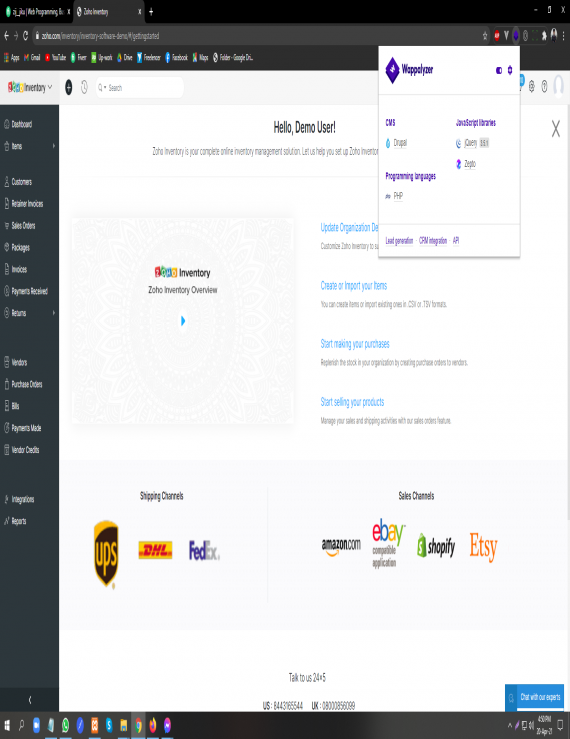 zij_jiku | Web Programming, Bu
Zoho Inventory
zoho.com/inventory/inventory-software-demo/#/gettingstarted
Apps
Gmail
YouTube
Fiverr
Up-work
Drive
Freelancer
Facebook
Maps
Folder - Google Dri...
ZOHO Inventory
Search
Dashboard
Items
Customers
Retainer Invoices
Sales Orders
Packages
Invoices
Payments Received
Returns
Vendors
Purchase Orders
Bills
Payments Made
Vendor Credits
Integrations
Reports
Hello, Demo User!
Zoho Inventory is your complete online inventory management solution. Let us help you set up Zoho Inventory
ZOHO Inventory
Zoho Inventory Overview
Update Organization De
Customize Zoho Inventory to su
Create or Import your Items
You can create items or import existing ones in .CSV or .TSV formats.
Start making your purchases
Replenish the stock in your organization by creating purchase orders to vendors.
Start selling your products
Manage your sales and shipping activities with our sales orders feature.
Wappalyzer
CMS
Drupal
Programming languages
PHP
JavaScript libraries
jQuery 3.5.1
Zepto
Lead generation · CRM integration · API
Shipping Channels
ups
DHL
FedEx.
Sales Channels
amazon.com
ebay
compatible
application
shopify
Etsy
Talk to us 24×5
US : 8443165544 UK : 08000856099
Chat with our experts
4:50 PM
20-Apr-21